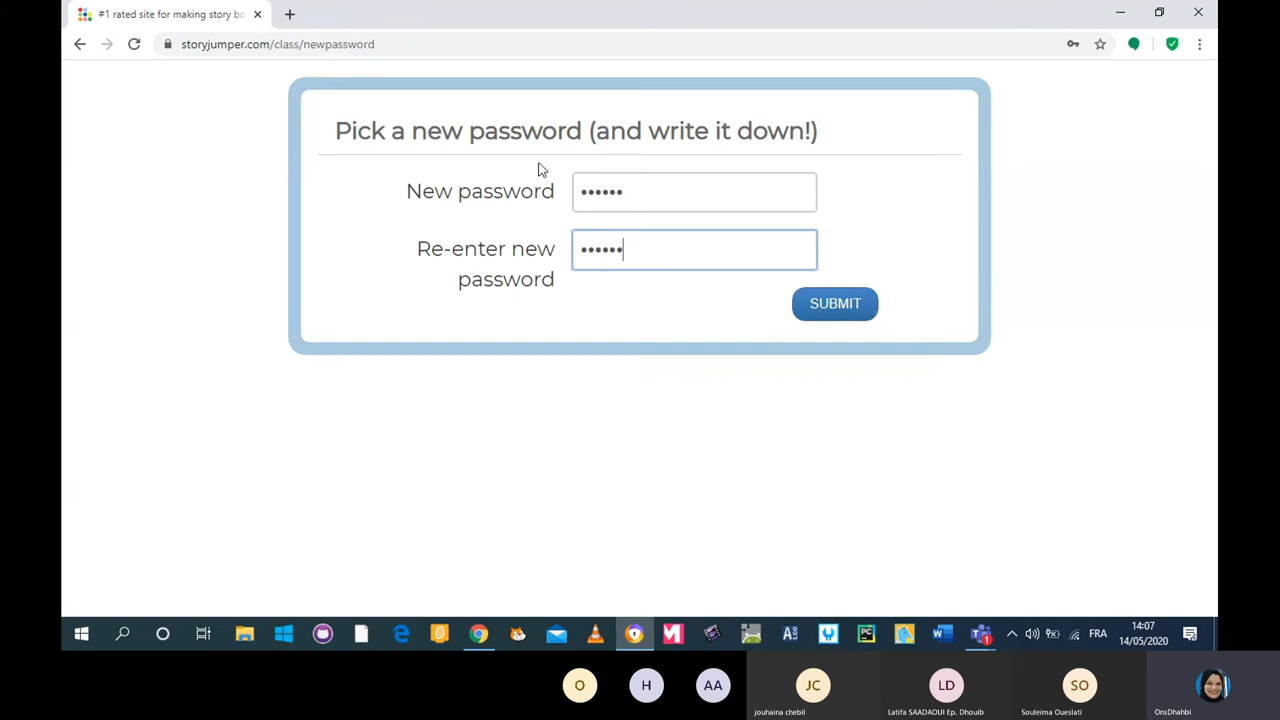 #1 rated site for making story bo
storyjumper.com/class/newpassword
Pick a new password (and write it down!)
New password
Re-enter new
password
SUBMIT
FRA
14:07
14/05/2020
O
H
AA
JC
LD
SO
jouhaina chebil
Latifa SAADAOUI Ep. Dhouib
Souleima Oueslati
OnsDhahbi